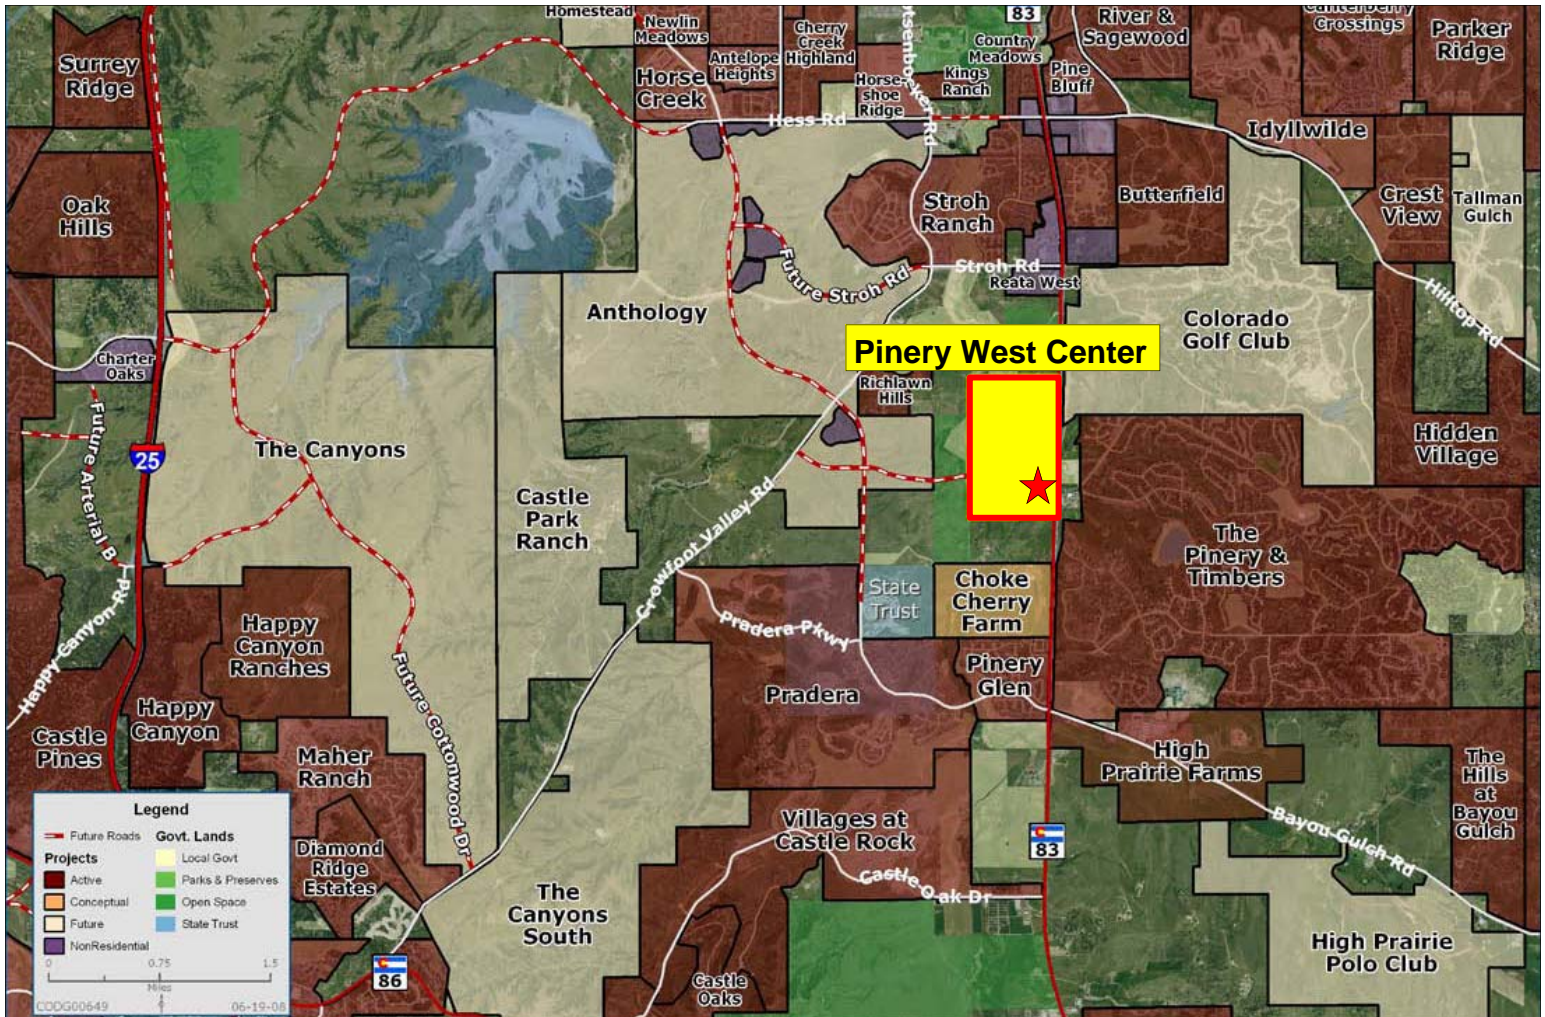 Homestead
Newlin
Meadows
Cherry
Creek
Highland
Antelope
Heights
Horse
Creek
Horse-
shoe
Ridge
Kings
Ranch
Country
Meadows
83
Pine
Bluff
River &
Sagewood
Crossings
Parker
Ridge
Surrey
Ridge
Hess Rd
Idyllwilde
Oak
Hills
Stroh
Ranch
Butterfield
Crest
View
Tallman
Gulch
Future Stroh Rd
Stroh Rd
Reata West
Hilltop Rd
Anthology
Colorado
Golf Club
Pinery West Center
Charter
Oaks
Richlawn
Hills
Future Arterial B
25
The Canyons
Hidden
Village
Castle
Park
Ranch
Crowfoot Valley Rd
The
Pinery &
Timbers
State
Trust
Choke
Cherry
Farm
Happy Canyon Rd
Happy
Canyon
Ranches
Pradera Pkwy
Pinery
Glen
Pradera
Future Cottonwood Dr
Happy
Canyon
Castle
Pines
Maher
Ranch
High
Prairie Farms
The
Hills
at
Bayou
Gulch
Bayou Gulch Rd
Villages at
Castle Rock
83
Castle Oak Dr
Diamond
Ridge
Estates
The
Canyons
South
High Prairie
Polo Club
Castle
Oaks
86
Legend
Future Roads
Projects
Active
Conceptual
Future
NonResidential
Govt. Lands
Local Govt
Parks & Preserves
Open Space
State Trust
0 0.75 1.5
Miles
CODG00649 06-19-08